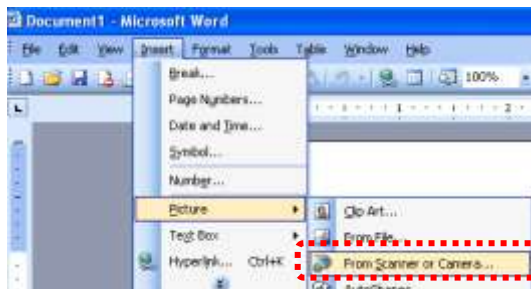 Document1 - Microsoft Word
File Edit View Insert Format Tools Table Window Help
100%
Break...
Page Numbers...
Date and Time...
Symbol...
Number...
Picture
Clip Art...
Text Box
From File...
Hyperlink... Ctrl+K
From Scanner or Camera...
AutoShapes